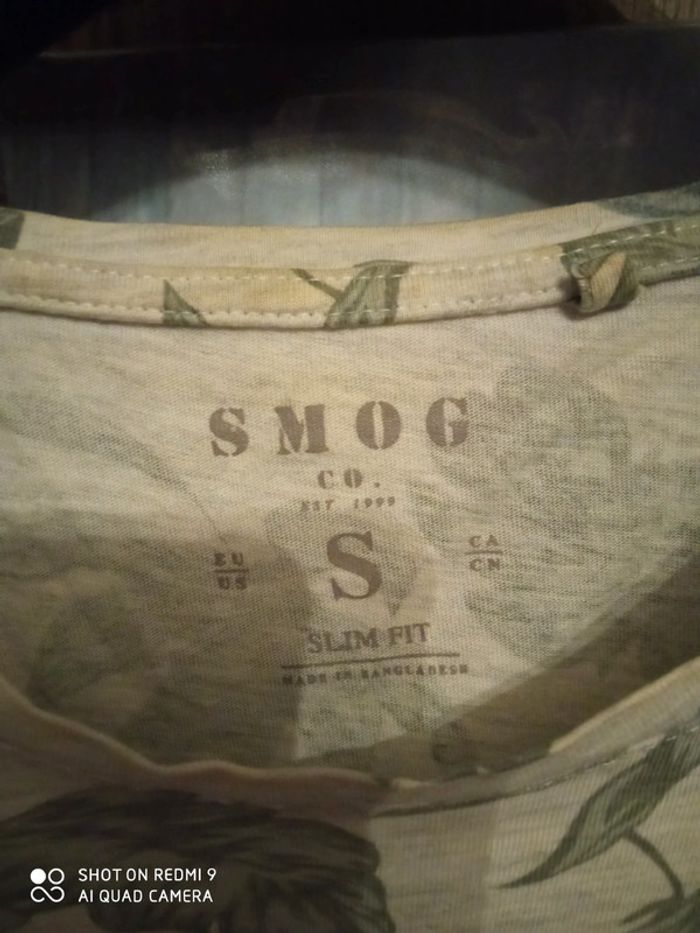 SMOG
CO.
EST 1999
EU
US
S
CA
CN
SLIM FIT
MADE IN BANGLADESH
SHOT ON REDMI 9
AI QUAD CAMERA